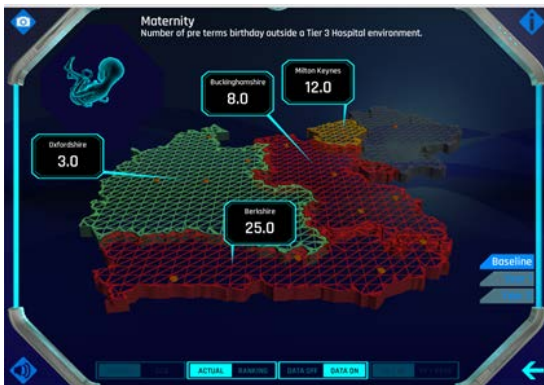 Maternity
Number of pre terms birthday outside a Tier 3 Hospital environment.
Milton Keynes
12.0
Buckinghamshire
8.0
Oxfordshire
3.0
Berkshire
25.0
Baseline
ACTUAL
RANKING
DATA OFF
DATA ON